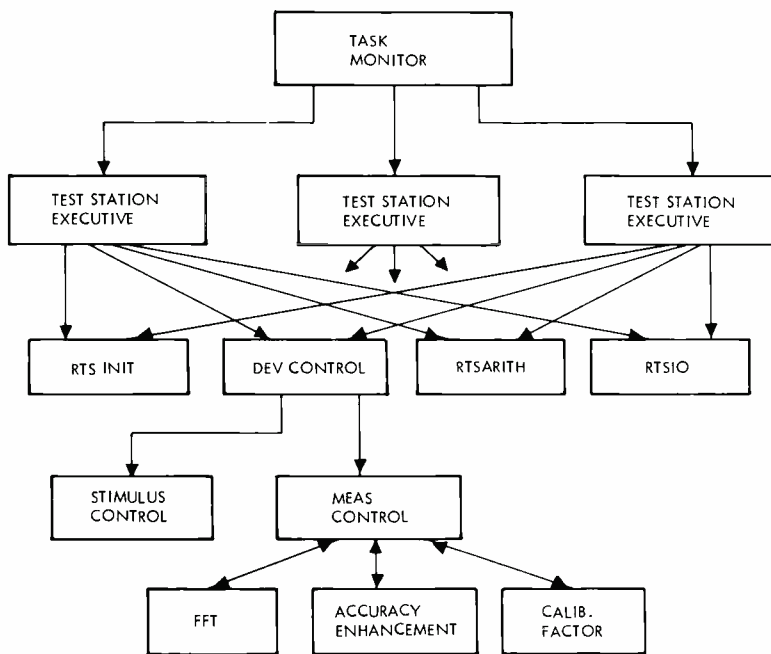 TASK
MONITOR
TEST STATION
EXECUTIVE
TEST STATION
EXECUTIVE
TEST STATION
EXECUTIVE
RTS INIT
DEV CONTROL
RTSARITH
RTSIO
STIMULUS
CONTROL
MEAS
CONTROL
FFT
ACCURACY
ENHANCEMENT
CALIB.
FACTOR